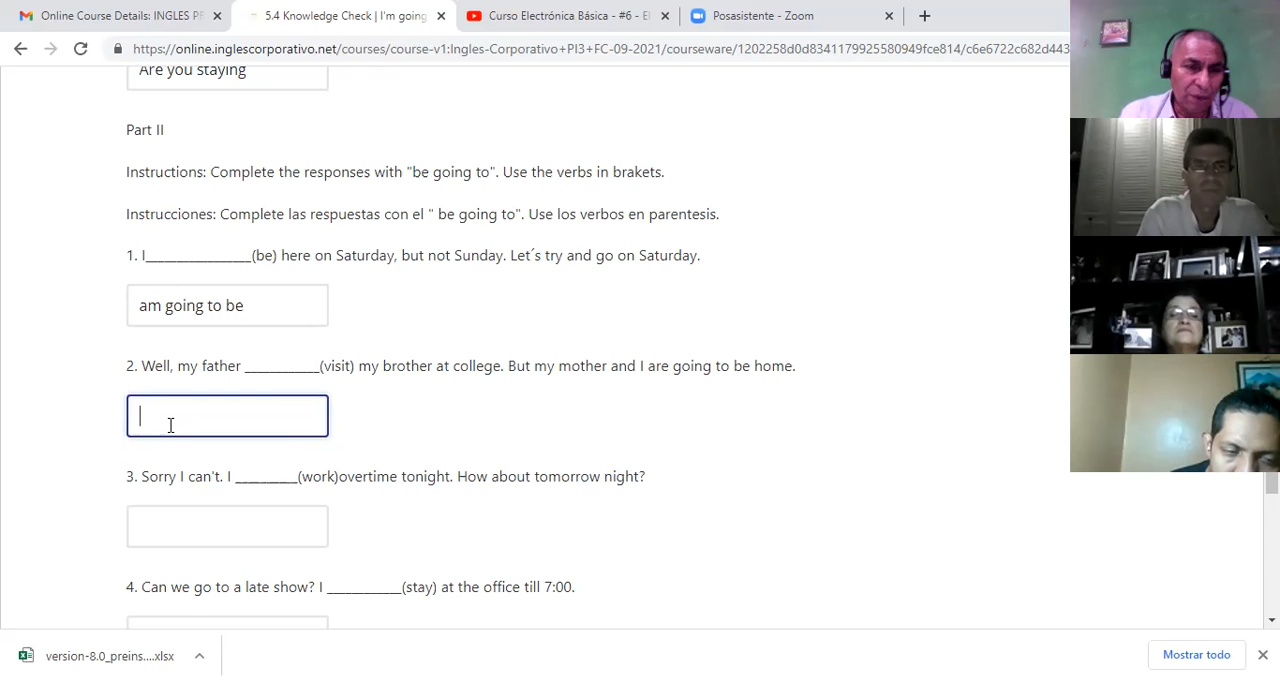 Online Course Details: INGLES PR
5.4 Knowledge Check | I'm going
Curso Electrónica Básica - #6 - El
Posasistente - Zoom
https://online.inglescorporativo.net/courses/course-v1:Ingles-Corporativo+PI3+FC-09-2021/courseware/1202258d0d8341179925580949fce814/c6e6722c682d443
Are you staying
Part II
Instructions: Complete the responses with "be going to". Use the verbs in brakets.
Instrucciones: Complete las respuestas con el " be going to". Use los verbos en parentesis.
1. I________________(be) here on Saturday, but not Sunday. Let´s try and go on Saturday.
am going to be
2. Well, my father ____________(visit) my brother at college. But my mother and I are going to be home.
3. Sorry I can't. I __________(work)overtime tonight. How about tomorrow night?
4. Can we go to a late show? I ____________(stay) at the office till 7:00.
version-8.0_preins....xlsx
Mostrar todo